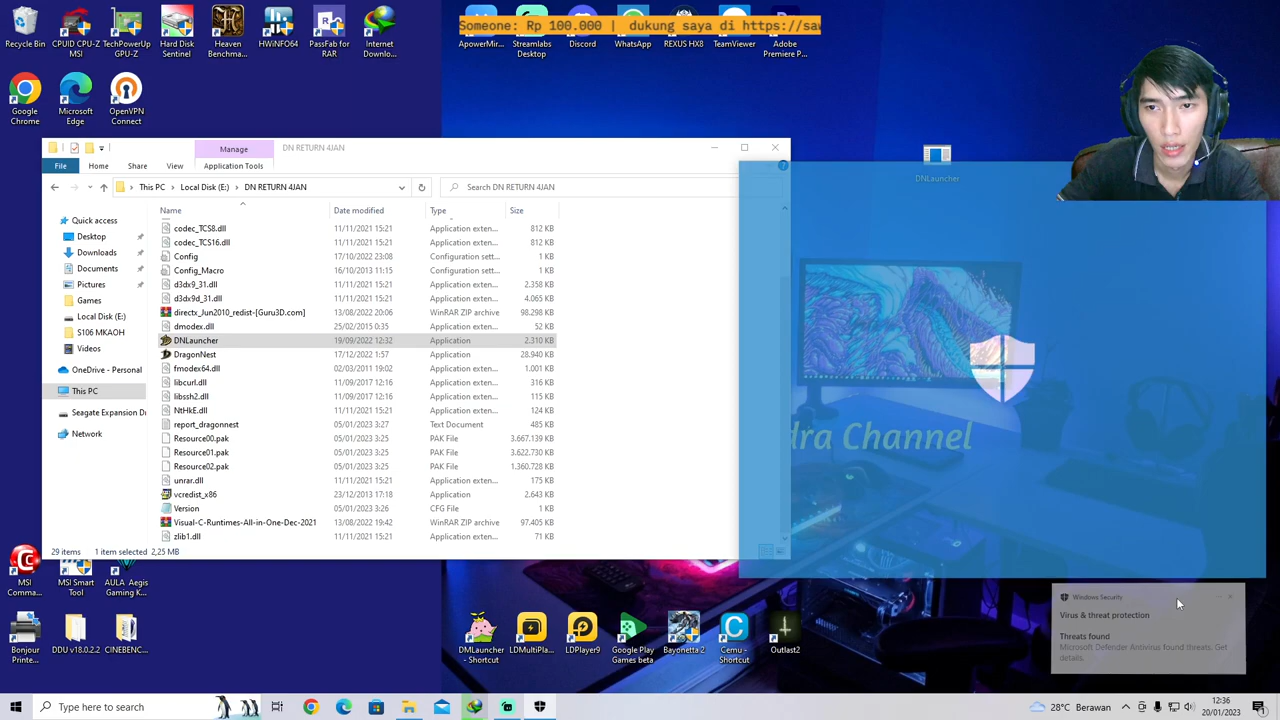 Someone: Rp 100.000 | dukung saya di https://saw
Recycle Bin
CPUID CPU-Z MSI
TechPowerUp GPU-Z
Hard Disk Sentinel
Heaven Benchma...
HWiNFO64
PassFab for RAR
Internet Downlo...
ApowerMir...
Streamlabs Desktop
Discord
WhatsApp
REXUS HX8
TeamViewer
Adobe Premiere P...
Google Chrome
Microsoft Edge
OpenVPN Connect
DNLauncher
Manage
DN RETURN 4JAN
File
Home
Share
View
Application Tools
This PC
Local Disk (E:)
DN RETURN 4JAN
Search DN RETURN 4JAN
Name Date modified Type Size
Quick access
Desktop
Downloads
Documents
Pictures
Games
Local Disk (E:)
S106 MKAOH
Videos
OneDrive - Personal
This PC
Seagate Expansion Dr
Network
codec_TCS8.dll 11/11/2021 15:21 Application exten... 812 KB
codec_TCS16.dll 11/11/2021 15:21 Application exten... 812 KB
Config 17/10/2022 23:08 Configuration sett... 1 KB
Config_Macro 16/10/2013 11:15 Configuration sett... 1 KB
d3dx9_31.dll 11/11/2021 15:21 Application exten... 2.358 KB
d3dx9d_31.dll 11/11/2021 15:21 Application exten... 4.065 KB
directx_Jun2010_redist-[Guru3D.com] 13/08/2022 20:06 WinRAR ZIP archive 98.298 KB
dmodex.dll 25/02/2015 0:35 Application exten... 52 KB
DNLauncher 19/09/2022 12:32 Application 2.310 KB
DragonNest 17/12/2022 1:57 Application 28.940 KB
fmodex64.dll 02/03/2011 19:02 Application exten... 1.001 KB
libcurl.dll 11/09/2017 12:16 Application exten... 316 KB
libssh2.dll 11/09/2017 12:16 Application exten... 115 KB
NtHkE.dll 11/11/2021 15:21 Application exten... 124 KB
report_dragonnest 05/01/2023 3:27 Text Document 485 KB
Resource00.pak 05/01/2023 3:25 PAK File 3.667.139 KB
Resource01.pak 05/01/2023 3:25 PAK File 3.622.730 KB
Resource02.pak 05/01/2023 3:25 PAK File 1.360.728 KB
unrar.dll 11/11/2021 15:21 Application exten... 175 KB
vcredist_x86 23/12/2013 17:18 Application 2.643 KB
Version 05/01/2023 3:26 CFG File 1 KB
Visual-C-Runtimes-All-in-One-Dec-2021 13/08/2022 19:42 WinRAR ZIP archive 97.405 KB
zlib1.dll 11/11/2021 15:21 Application exten... 71 KB
29 items 1 item selected 2,25 MB
dra Channel
Windows Security
Virus & threat protection
Threats found
Microsoft Defender Antivirus found threats. Get
details.
MSI Comma...
MSI Smart Tool
AULA Aegis Gaming K...
Bonjour Printe...
DDU v18.0.2.2
CINEBENC...
DMLauncher - Shortcut
LDMultiPla...
LDPlayer9
Google Play Games beta
Bayonetta 2
Cemu - Shortcut
Outlast2
Type here to search
28°C Berawan
12:36
20/01/2023